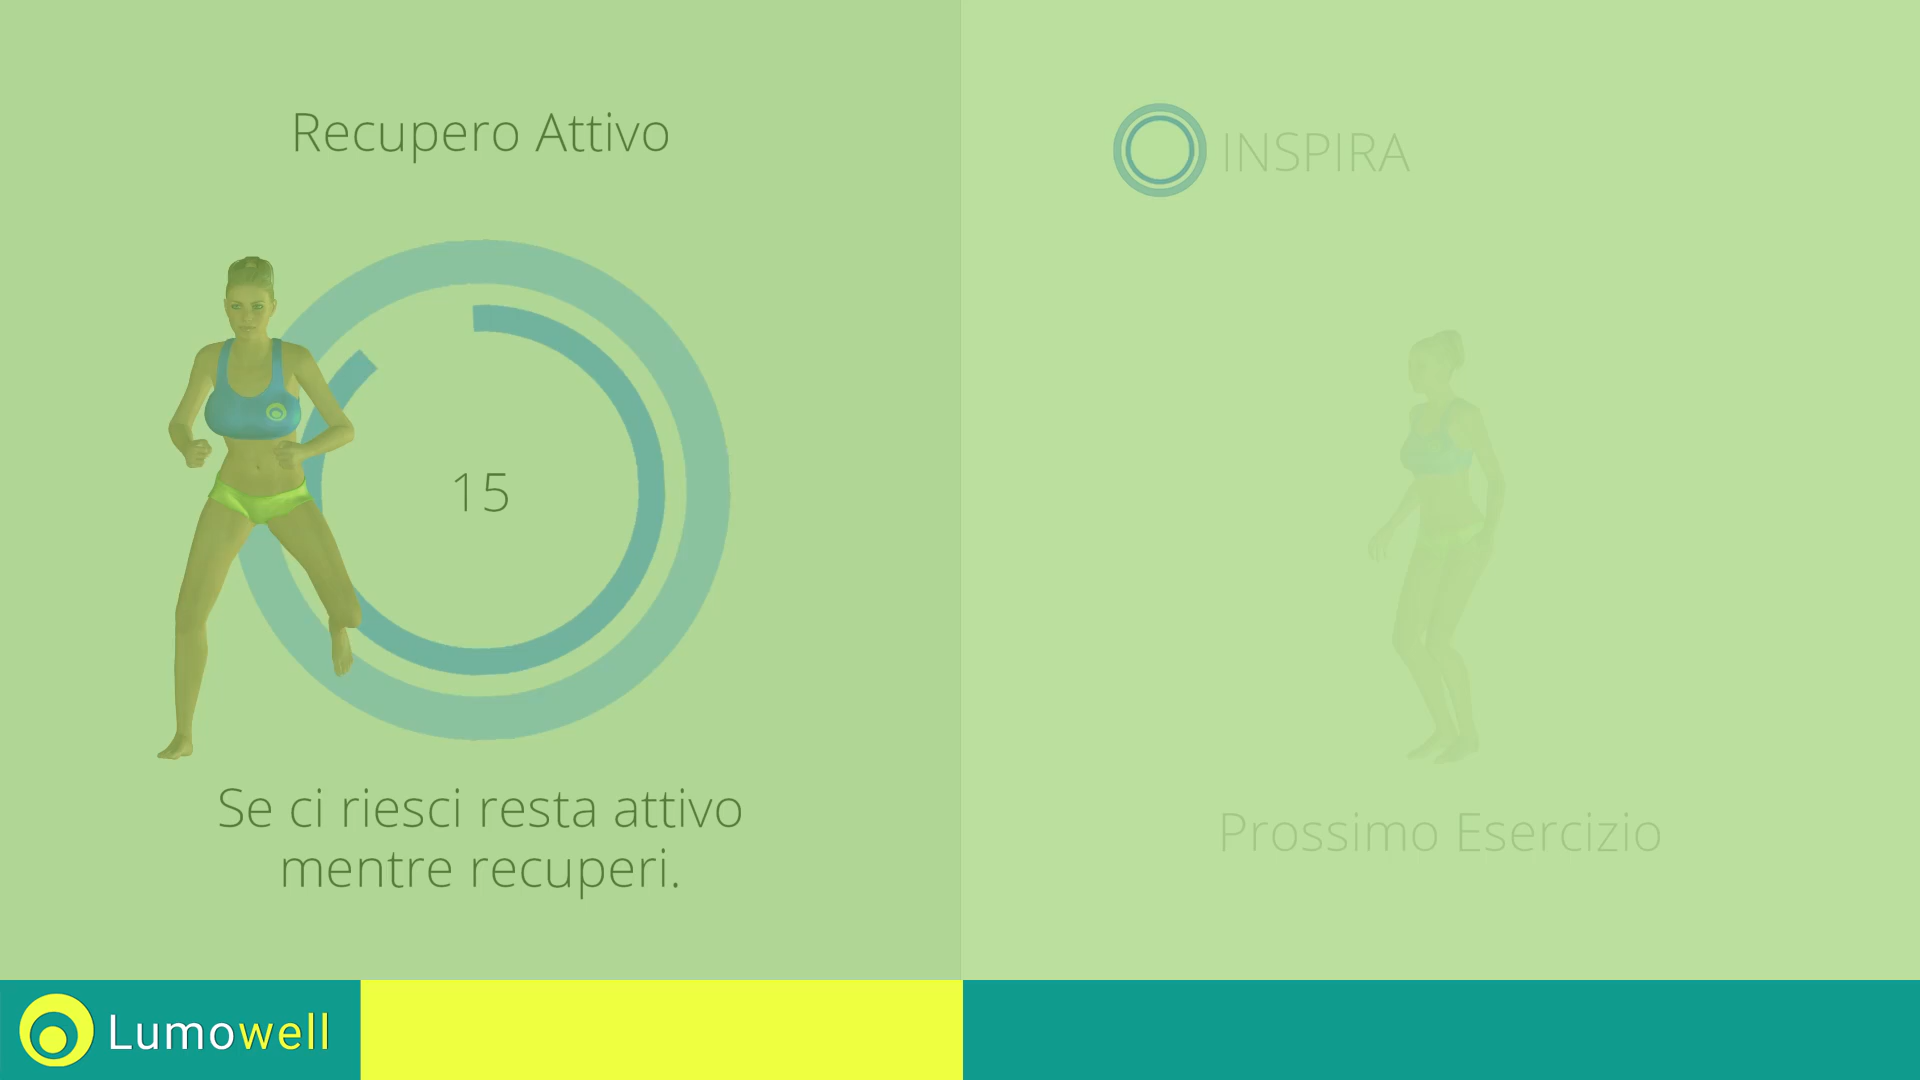 Recupero Attivo
15
Se ci riesci resta attivo
mentre recuperi.
INSPIRA
Prossimo Esercizio
Lumowell